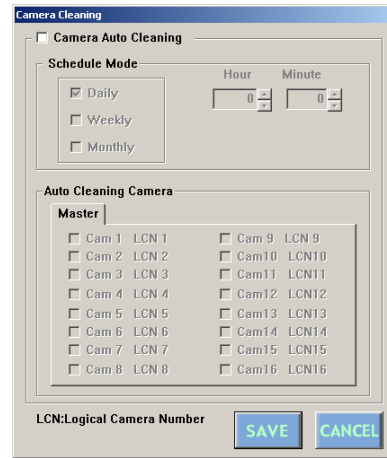 Camera Cleaning
Camera Auto Cleaning
Schedule Mode
Hour Minute
Daily
0 0
Weekly
Monthly
Auto Cleaning Camera
Master
Cam 1 LCN 1 Cam 9 LCN 9
Cam 2 LCN 2 Cam10 LCN10
Cam 3 LCN 3 Cam11 LCN11
Cam 4 LCN 4 Cam12 LCN12
Cam 5 LCN 5 Cam13 LCN13
Cam 6 LCN 6 Cam14 LCN14
Cam 7 LCN 7 Cam15 LCN15
Cam 8 LCN 8 Cam16 LCN16
LCN:Logical Camera Number
SAVE CANCEL